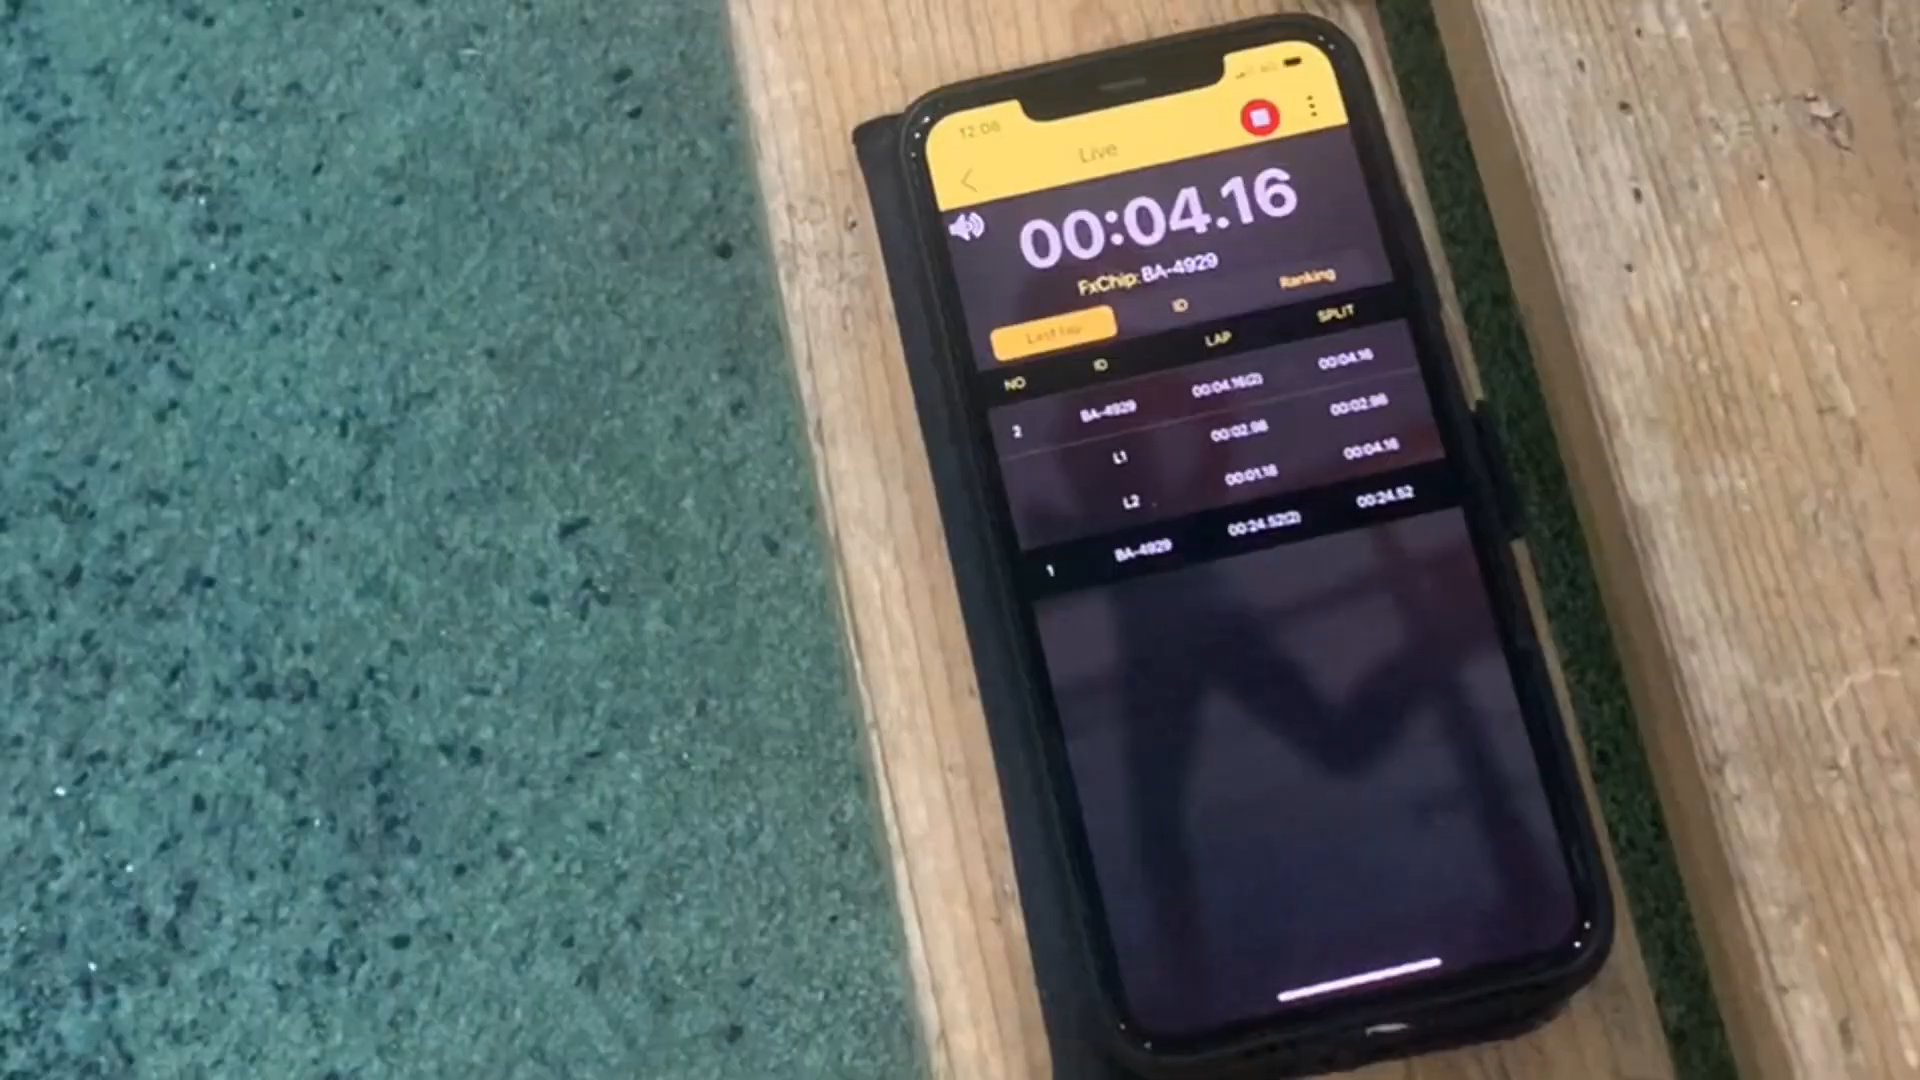 12:08
Live
00:04.16
FxChip: BA-4929
Last lap ID Ranking
NO ID LAP SPLIT
2 BA-4929 00:04.16(2) 00:04.16
L1 00:02.98 00:02.98
L2 00:01.18 00:04.16
1 BA-4929 00:24.52(2) 00:24.52